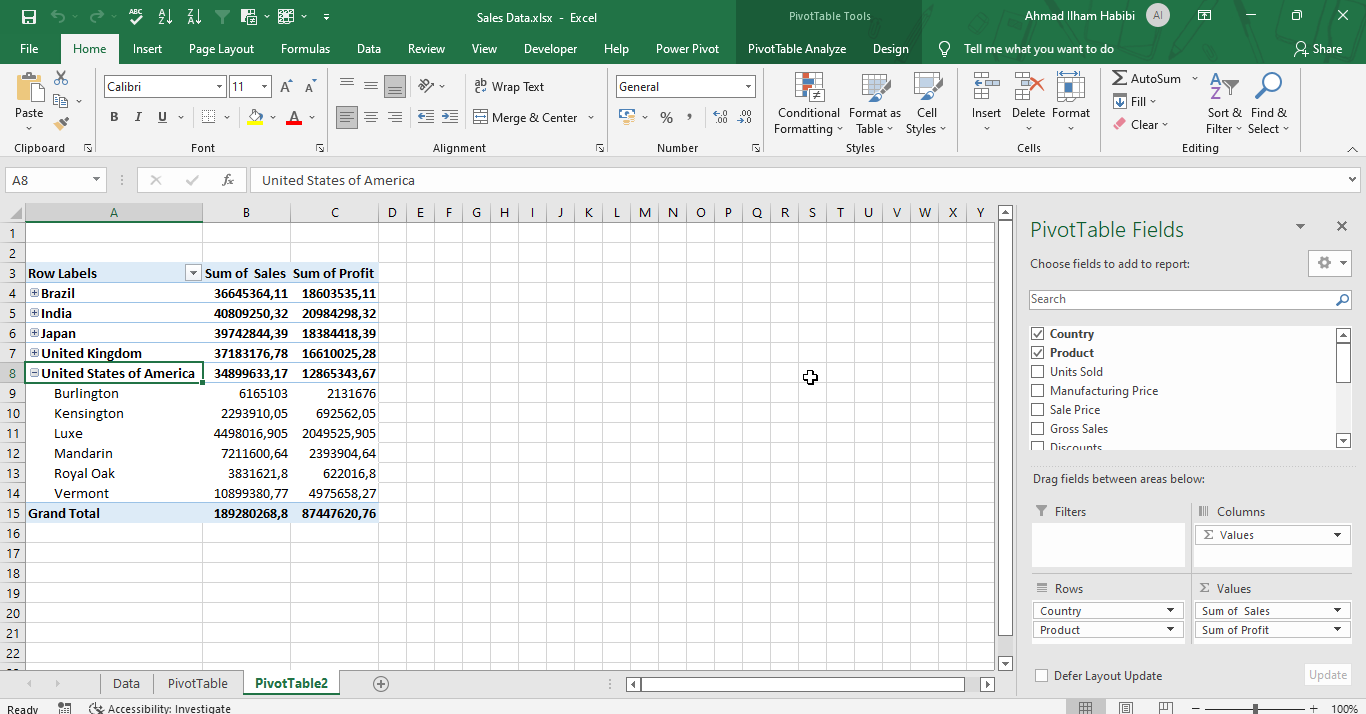 Sales Data.xlsx - Excel
PivotTable Tools
Ahmad Ilham Habibi AI
File Home Insert Page Layout Formulas Data Review View Developer Help Power Pivot PivotTable Analyze Design Tell me what you want to do Share
Paste
Calibri 11
B I U
Wrap Text
Merge & Center
General
Conditional Formatting
Format as Table
Cell Styles
Insert Delete Format
AutoSum
Fill
Clear
Sort & Filter
Find & Select
Clipboard Font Alignment Number Styles Cells Editing
A8 fx United States of America
A B C D E F G H I J K L M N O P Q R S T U V W X Y
1
2
3 Row Labels Sum of Sales Sum of Profit
4 Brazil 36645364,11 18603535,11
5 India 40809250,32 20984298,32
6 Japan 39742844,39 18384418,39
7 United Kingdom 37183176,78 16610025,28
8 United States of America 34899633,17 12865343,67
9 Burlington 6165103 2131676
10 Kensington 2293910,05 692562,05
11 Luxe 4498016,905 2049525,905
12 Mandarin 7211600,64 2393904,64
13 Royal Oak 3831621,8 622016,8
14 Vermont 10899380,77 4975658,27
15 Grand Total 189280268,8 87447620,76
16
17
18
19
20
21
22
PivotTable Fields
Choose fields to add to report:
Search
Country
Product
Units Sold
Manufacturing Price
Sale Price
Gross Sales
Discounts
Drag fields between areas below:
Filters
Columns
Σ Values
Rows
Country
Product
Σ Values
Sum of Sales
Sum of Profit
Defer Layout Update Update
Data PivotTable PivotTable2
Ready Accessibility: Investigate 100%